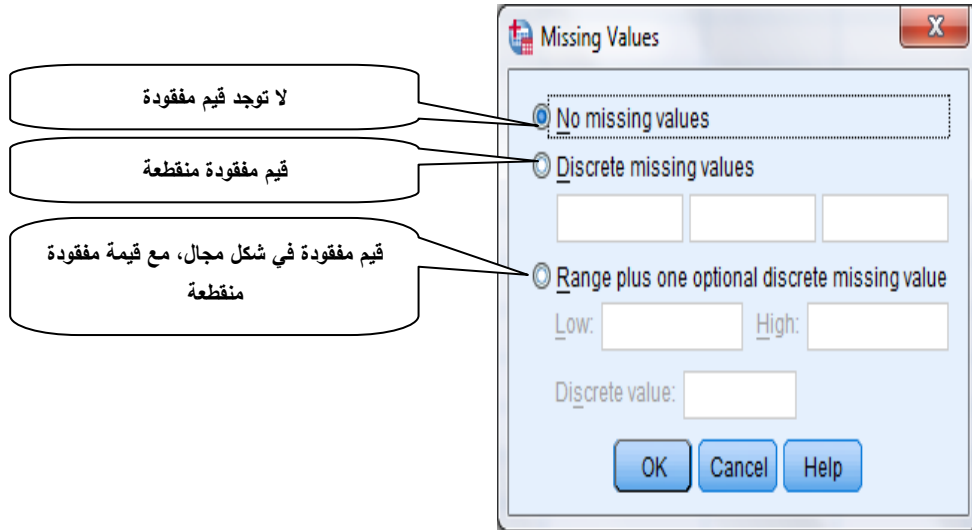 Missing Values
لا توجد قيم مفقودة
No missing values
قيم مفقودة منقطعة
Discrete missing values
قيم مفقودة في شكل مجال، مع قيمة مفقودة
منقطعة
Range plus one optional discrete missing value
Low: High:
Discrete value:
OK Cancel Help